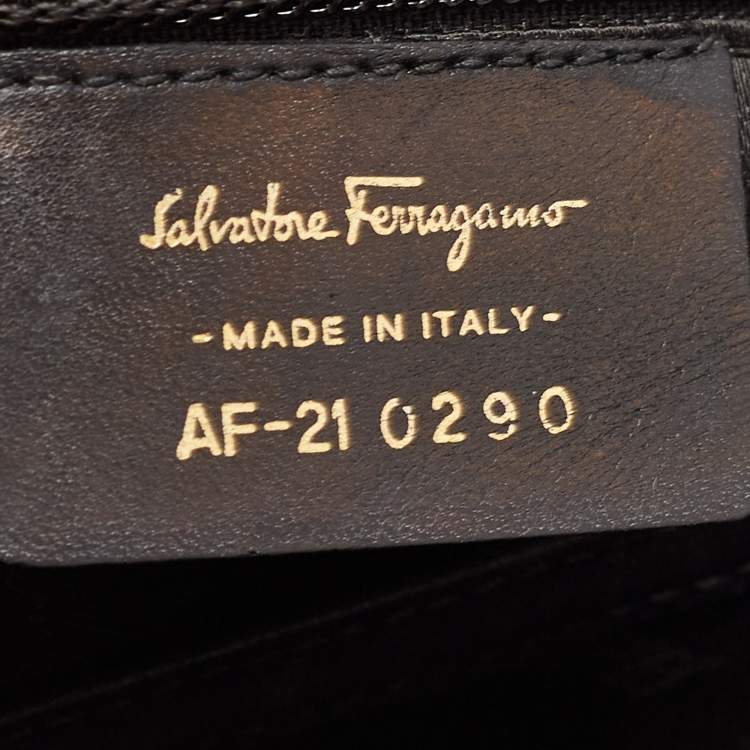 Salvatore Ferragamo
-MADE IN ITALY-
AF-21 0290